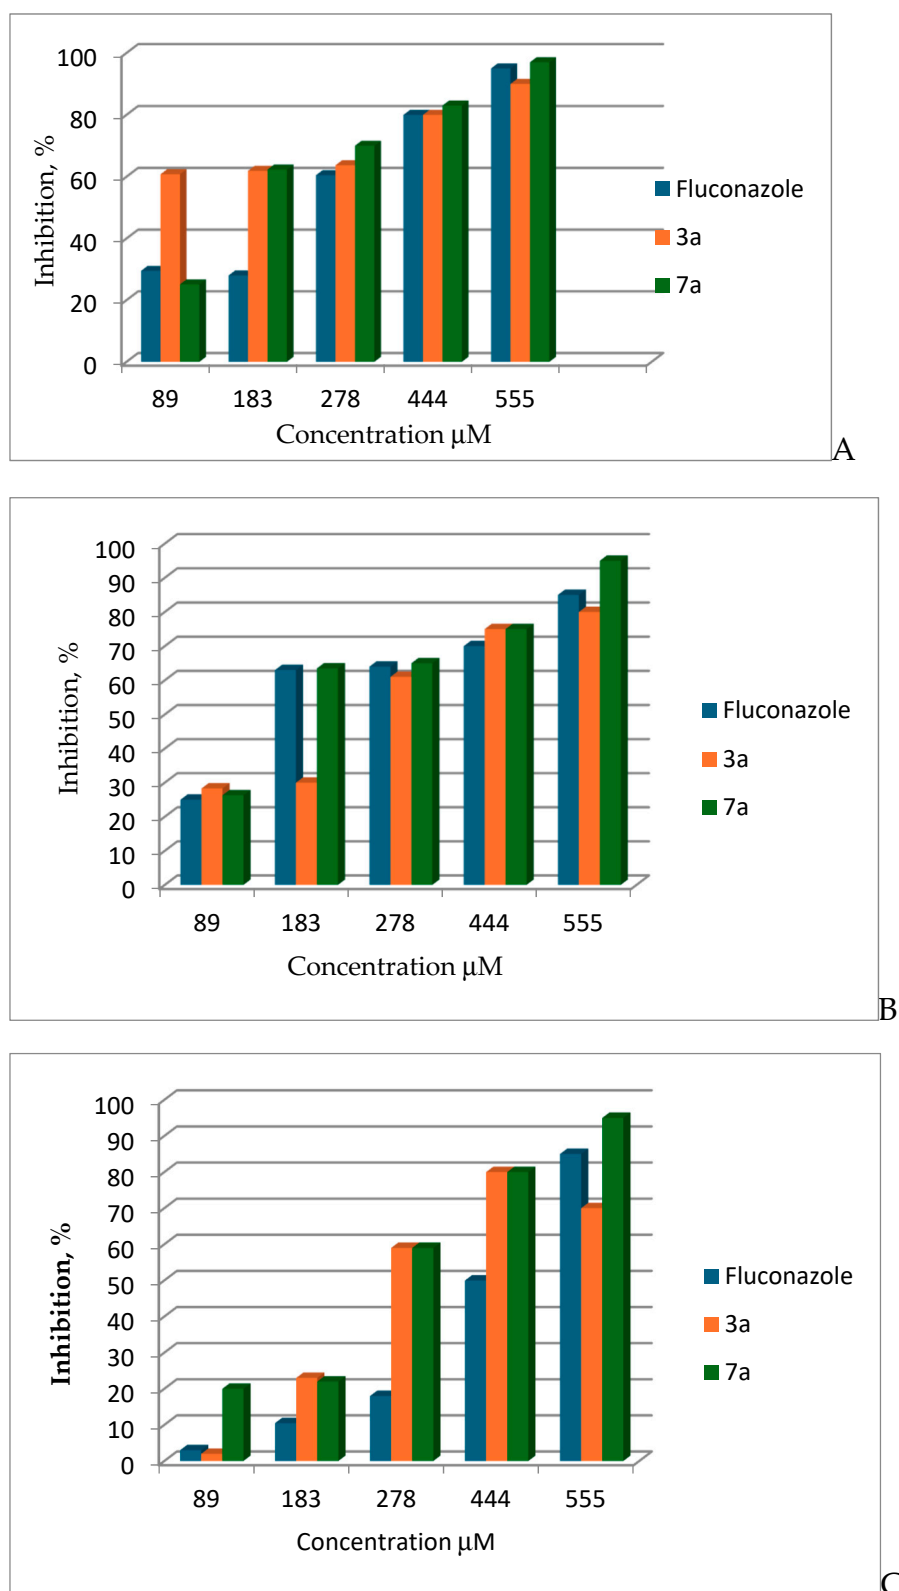 100
80
60
40
20
0
Inhibition, %
89 183 278 444 555
Concentration µM
Fluconazole
3a
7a
A
100
90
80
70
60
50
40
30
20
10
0
Inhibition, %
89 183 278 444 555
Concentration µM
Fluconazole
3a
7a
B
100
90
80
70
60
50
40
30
20
10
0
Inhibition, %
89 183 278 444 555
Concentration µM
Fluconazole
3a
7a
C